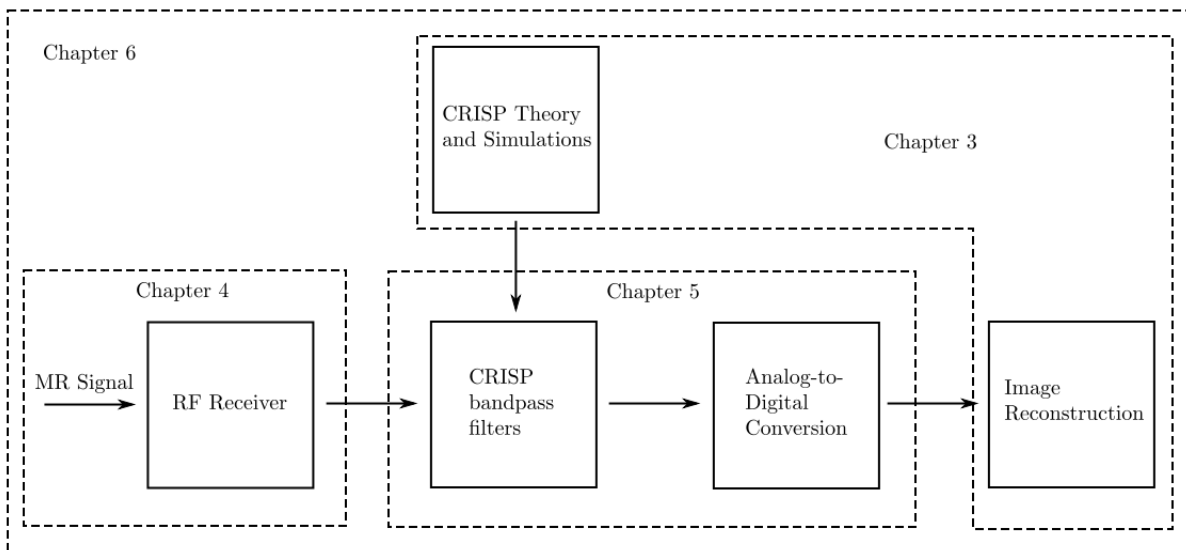 Chapter 6
CRISP Theory
and Simulations
Chapter 3
Chapter 4
Chapter 5
MR Signal
RF Receiver
CRISP
bandpass
filters
Analog-to-
Digital
Conversion
Image
Reconstruction